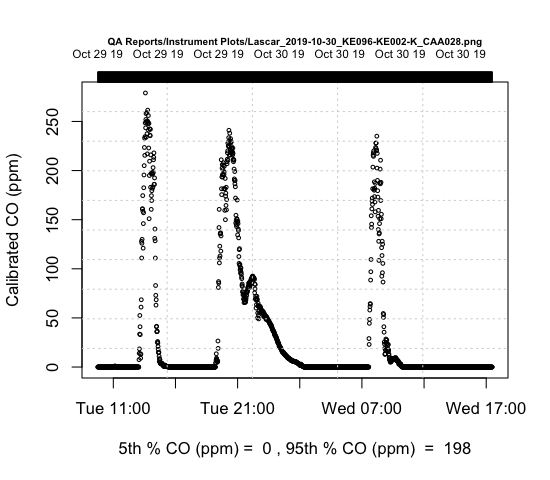 QA Reports/Instrument Plots/Lascar_2019-10-30_KE096-KE002-K_CAA028.png
Oct 29 19 Oct 29 19 Oct 29 19 Oct 30 19 Oct 30 19 Oct 30 19
Calibrated CO (ppm)
250
200
150
100
50
0
Tue 11:00 Tue 21:00 Wed 07:00 Wed 17:00
5th % CO (ppm) = 0 , 95th % CO (ppm) = 198